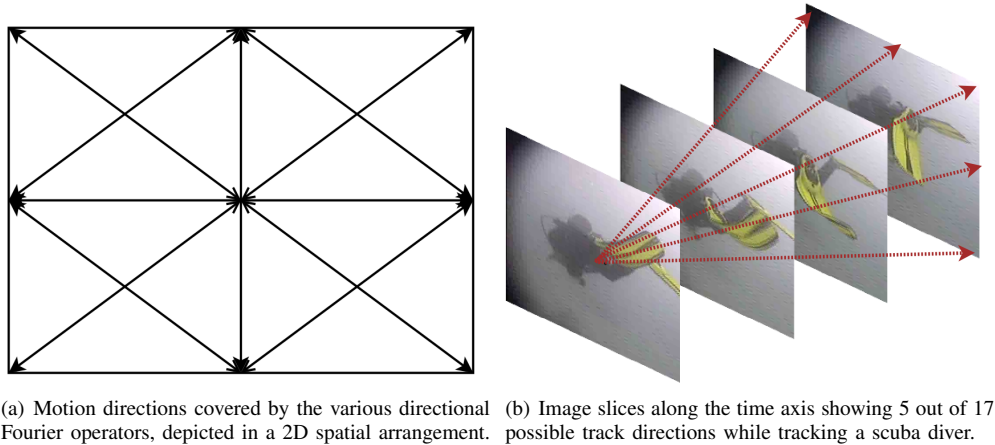 (a) Motion directions covered by the various directional
Fourier operators, depicted in a 2D spatial arrangement.
(b) Image slices along the time axis showing 5 out of 17
possible track directions while tracking a scuba diver.